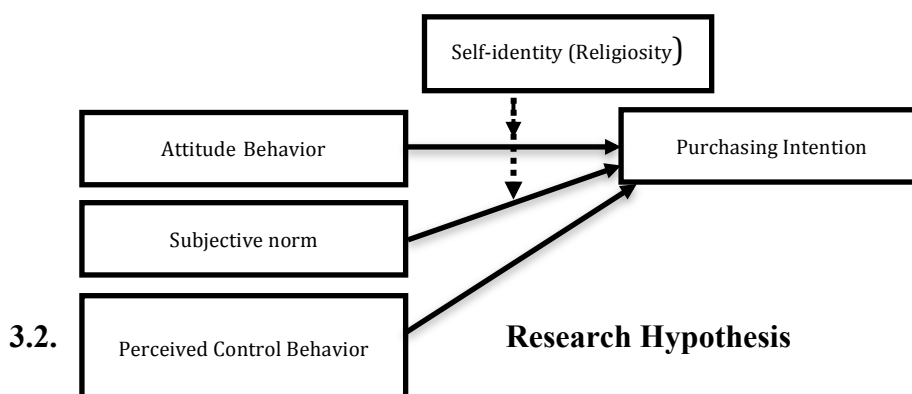 Self-identity (Religiosity)
Attitude Behavior
Purchasing Intention
Subjective norm
Perceived Control Behavior
3.2. Research Hypothesis